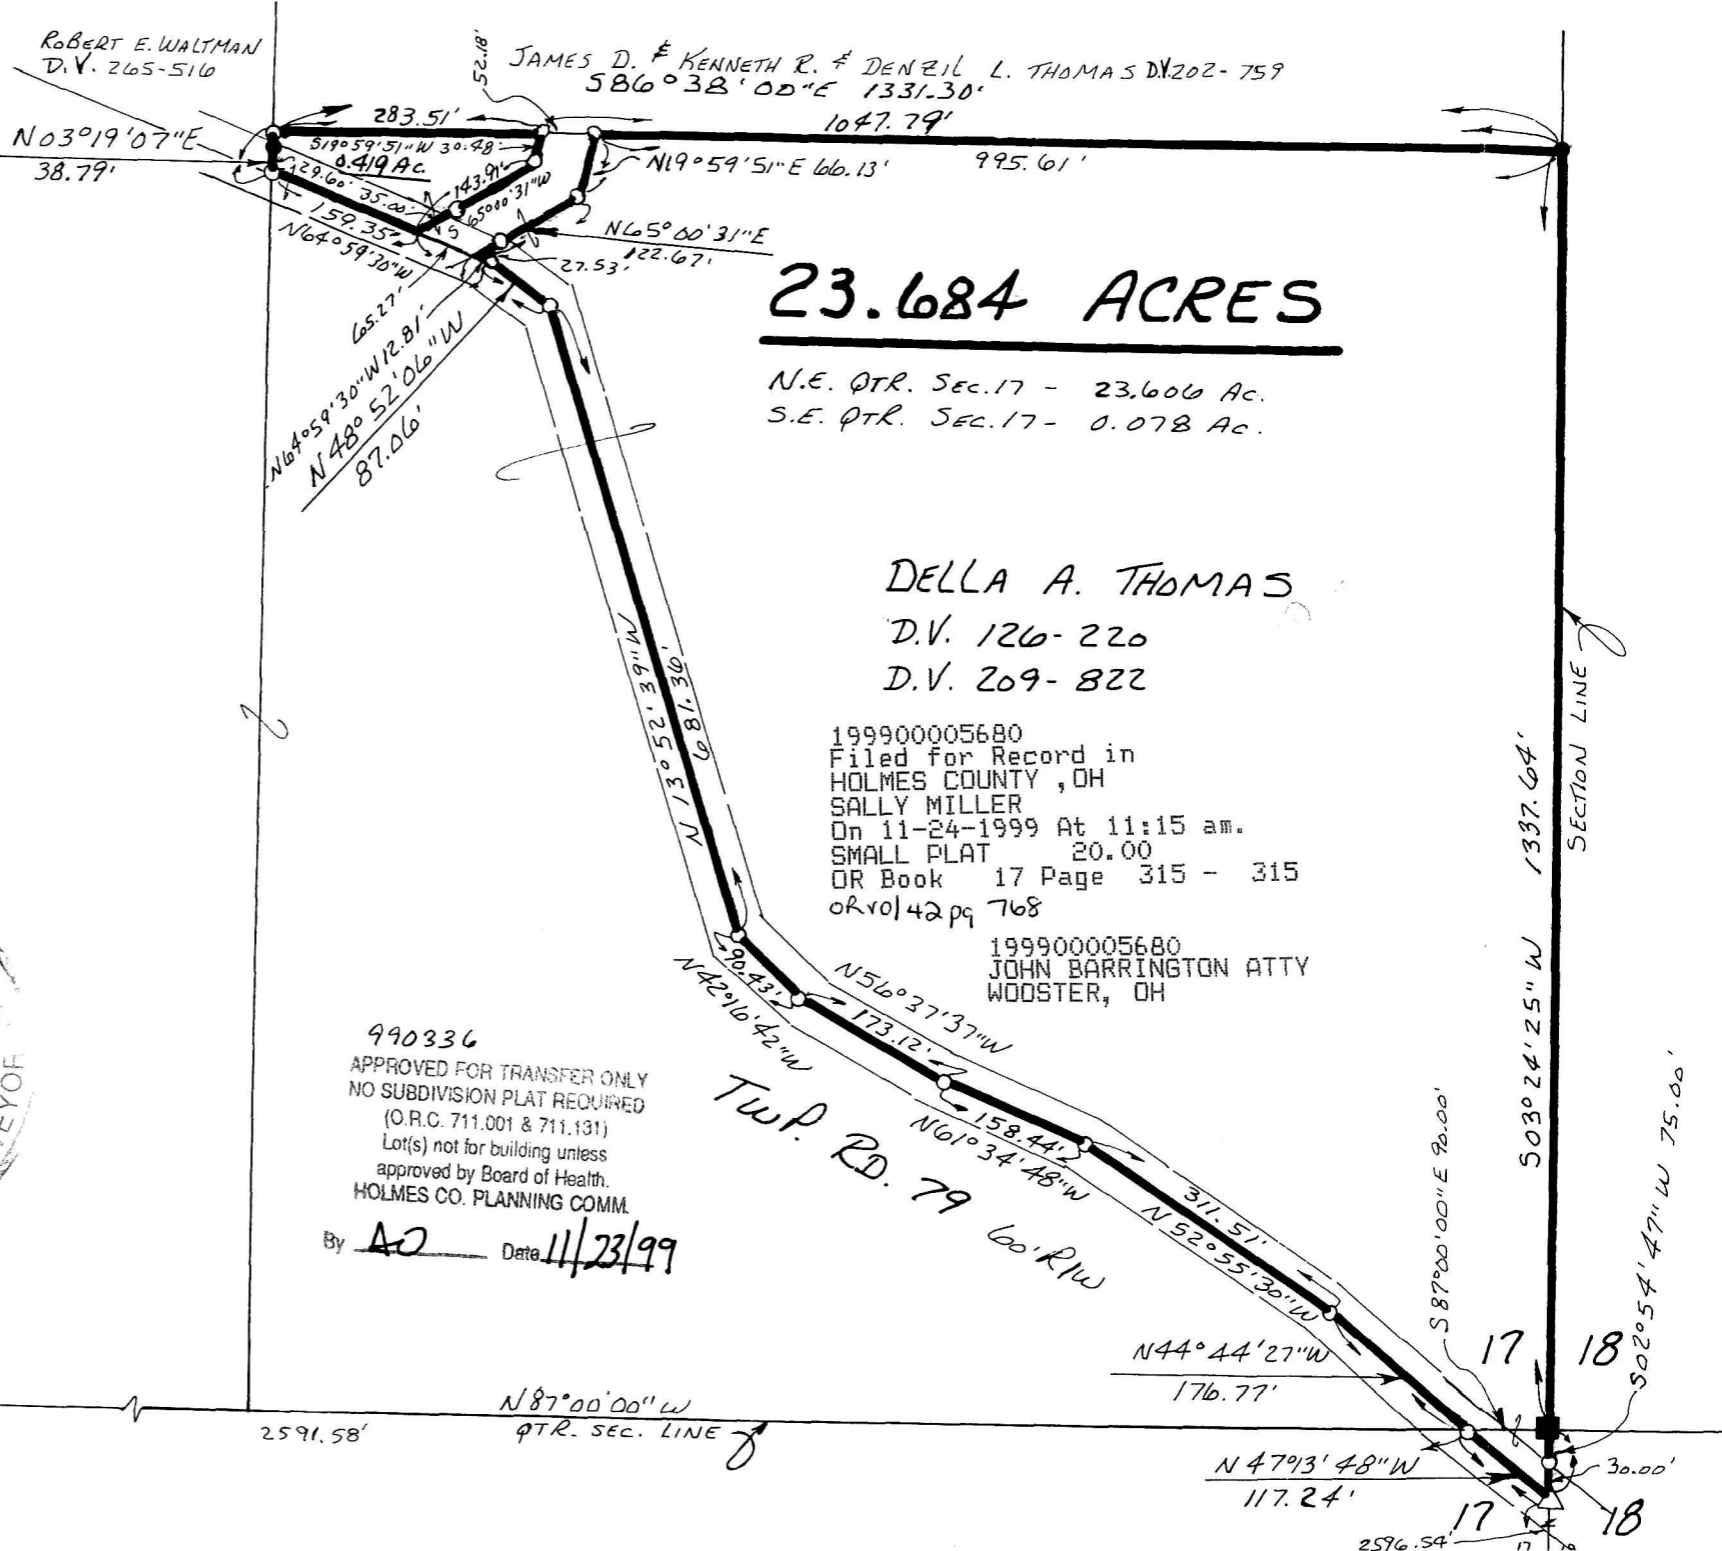 ROBERT E. WALTMAN
D.V. 265-516
52.18'
JAMES D. & KENNETH R. & DENZIL L. THOMAS D.V. 202-759
S86°38'00"E 1331.30'
N03°19'07"E
38.79'
283.51'
1047.79'
S19°59'51"W 30.48'
0.419 Ac.
N19°59'51"E 66.13'
995.61'
29.60'
35.00'
143.91'
S65°00'31"W
159.35'
N64°59'30"W
N65°00'31"E
122.67'
27.53'
65.27'
N64°59'30"W 12.81'
N48°52'06"W
87.06'
23.684 ACRES
N.E. QTR. SEC. 17 - 23.606 Ac.
S.E. QTR. SEC. 17 - 0.078 Ac.
DELLA A. THOMAS
D.V. 126-220
D.V. 209-822
N 13°52'39"W
681.36'
199900005680
Filed for Record in
HOLMES COUNTY ,OH
SALLY MILLER
On 11-24-1999 At 11:15 am.
SMALL PLAT 20.00
OR Book 17 Page 315 - 315
ORvol 42 pg 768
199900005680
JOHN BARRINGTON ATTY
WOOSTER, OH
SECTION LINE
S03°24'25"W 1337.64'
90.43'
N42°16'42"W
N56°37'37"W
173.12'
158.44'
N61°34'48"W
TWP. RD. 79 60' R/W
311.51'
N52°55'30"W
990336
APPROVED FOR TRANSFER ONLY
NO SUBDIVISION PLAT REQUIRED
(O.R.C. 711.001 & 711.131)
Lot(s) not for building unless
approved by Board of Health.
HOLMES CO. PLANNING COMM.
By AO Date 11/23/99
EYOR
S87°00'00"E 90.00'
S02°54'47"W 75.00'
N44°44'27"W
176.77'
17 18
N87°00'00"W
2591.58' QTR. SEC. LINE
N47°13'48"W
117.24'
30.00'
17 18
2596.54'
17 18